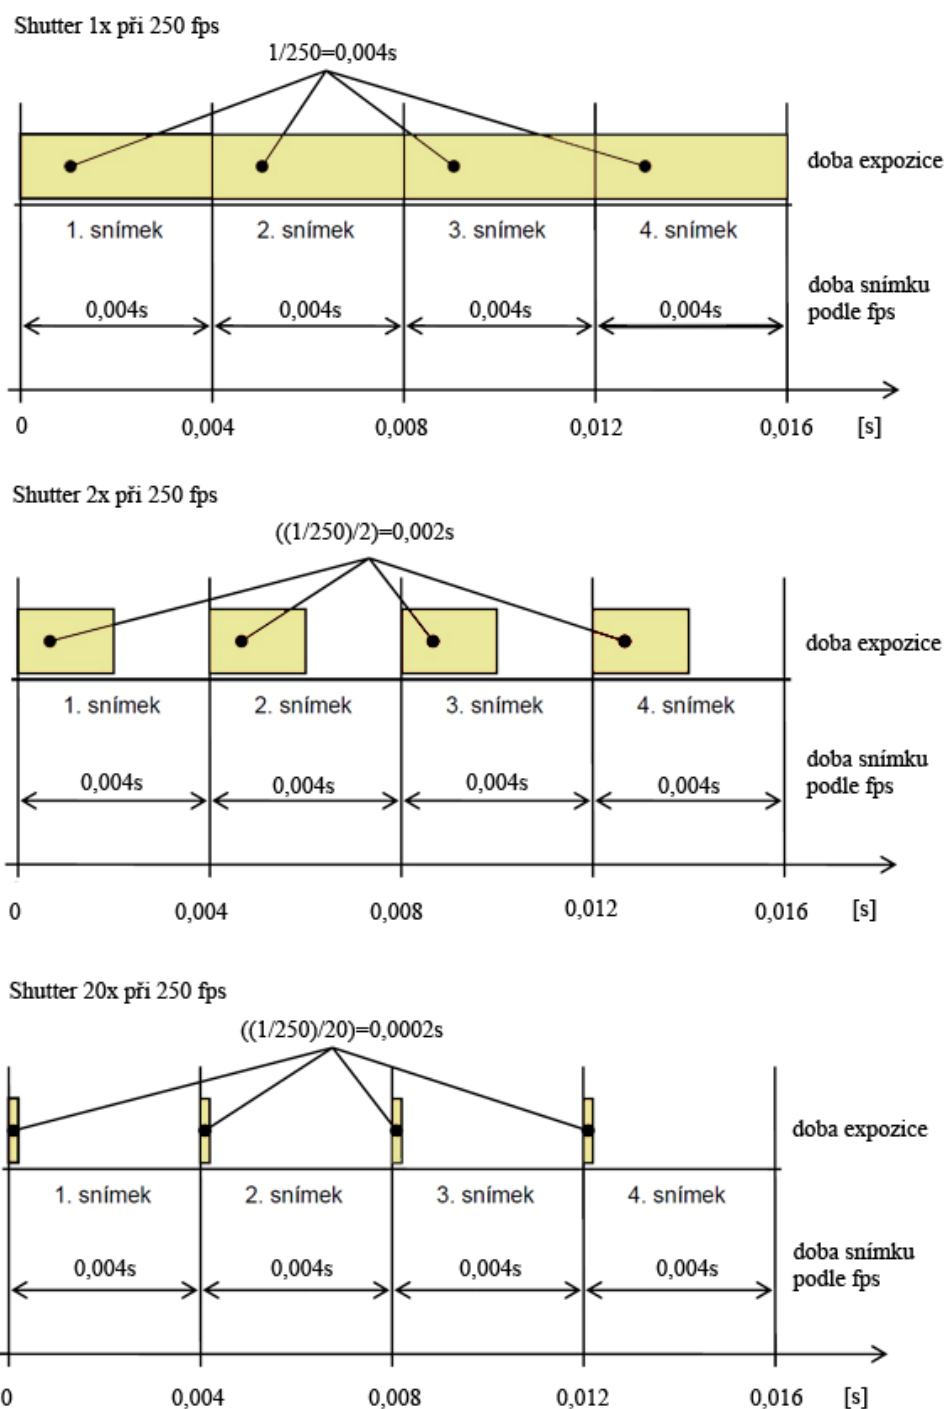 Shutter 1x při 250 fps
1/250=0,004s
doba expozice
1. snímek 2. snímek 3. snímek 4. snímek
doba snímku
podle fps
0,004s 0,004s 0,004s 0,004s
0 0,004 0,008 0,012 0,016 [s]
Shutter 2x při 250 fps
((1/250)/2)=0,002s
doba expozice
1. snímek 2. snímek 3. snímek 4. snímek
doba snímku
podle fps
0,004s 0,004s 0,004s 0,004s
0 0,004 0,008 0,012 0,016 [s]
Shutter 20x při 250 fps
((1/250)/20)=0,0002s
doba expozice
1. snímek 2. snímek 3. snímek 4. snímek
doba snímku
podle fps
0,004s 0,004s 0,004s 0,004s
0 0,004 0,008 0,012 0,016 [s]